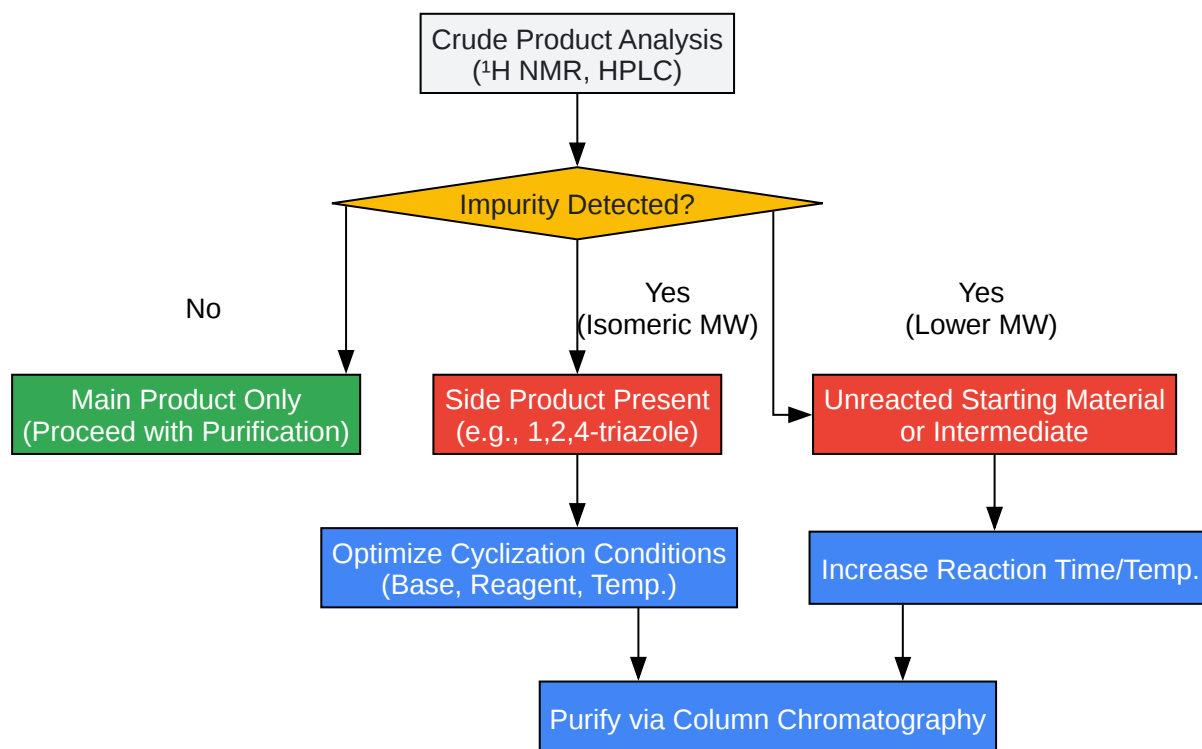 Crude Product Analysis
(¹H NMR, HPLC)
Impurity Detected?
No
Yes
(Isomeric MW)
Yes
(Lower MW)
Main Product Only
(Proceed with Purification)
Side Product Present
(e.g., 1,2,4-triazole)
Unreacted Starting Material
or Intermediate
Optimize Cyclization Conditions
(Base, Reagent, Temp.)
Increase Reaction Time/Temp.
Purify via Column Chromatography